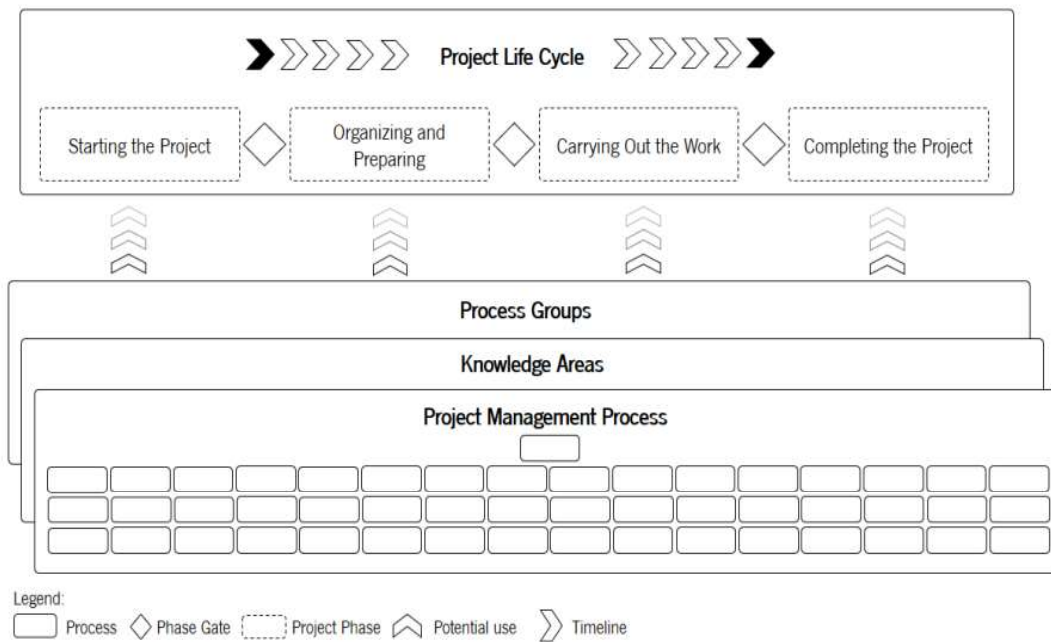 Project Life Cycle
Starting the Project
Organizing and
Preparing
Carrying Out the Work
Completing the Project
Process Groups
Knowledge Areas
Project Management Process
Legend:
Process
Phase Gate
Project Phase
Potential use
Timeline